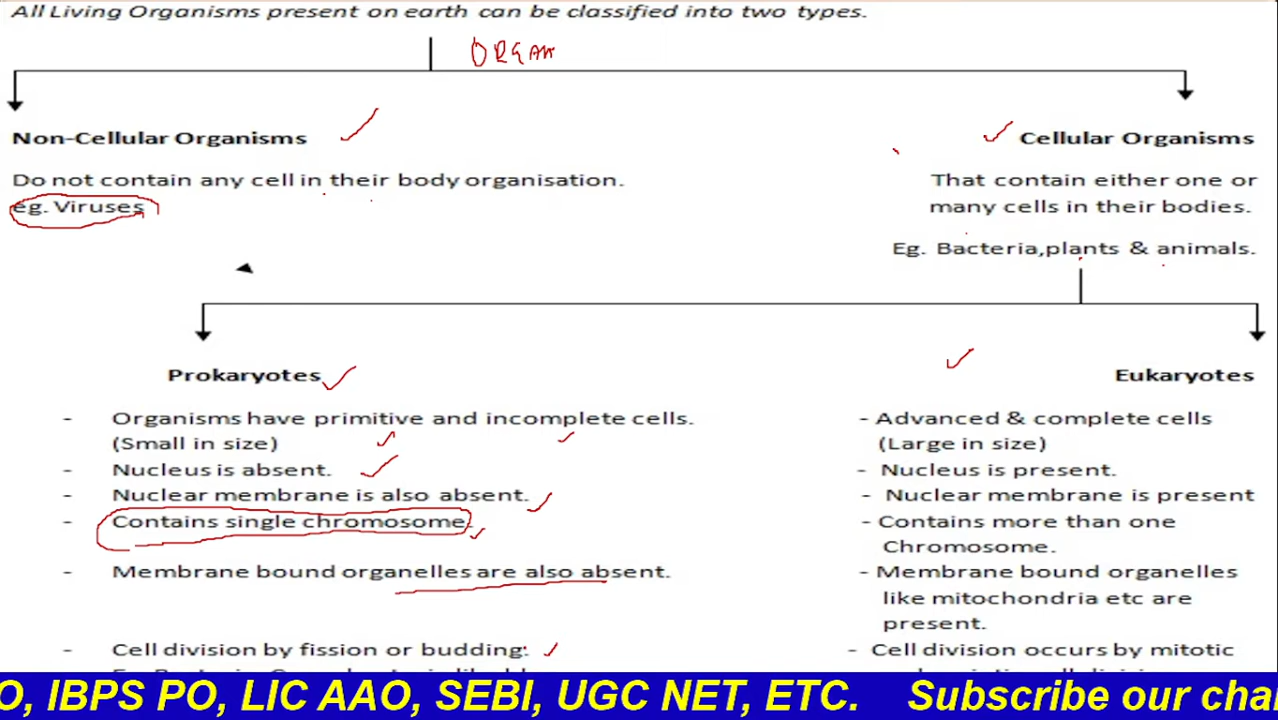 All Living Organisms present on earth can be classified into two types.
ORGAN
Non-Cellular Organisms
Do not contain any cell in their body organisation.
eg. Viruses
Cellular Organisms
That contain either one or
many cells in their bodies.
Eg. Bacteria,plants & animals.
Prokaryotes
- Organisms have primitive and incomplete cells.
(Small in size)
- Nucleus is absent.
- Nuclear membrane is also absent.
- Contains single chromosome.
- Membrane bound organelles are also absent.
- Cell division by fission or budding.
Eukaryotes
- Advanced & complete cells
(Large in size)
- Nucleus is present.
- Nuclear membrane is present
- Contains more than one
Chromosome.
- Membrane bound organelles
like mitochondria etc are
present.
- Cell division occurs by mitotic
O, IBPS PO, LIC AAO, SEBI, UGC NET, ETC. Subscribe our cha